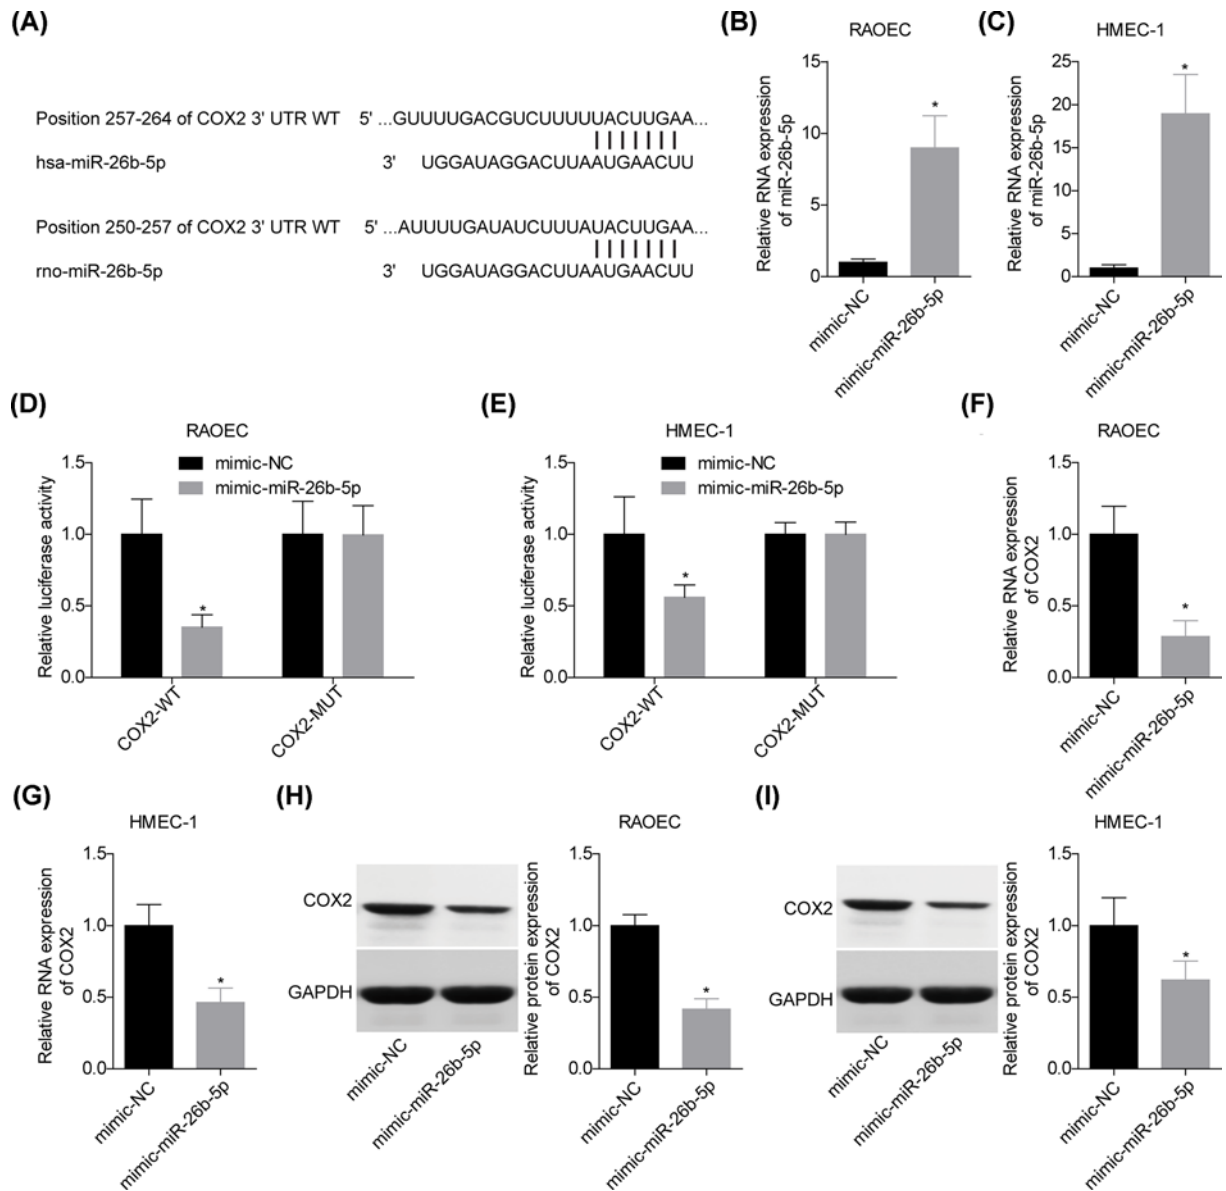 (A)
Position 257-264 of COX2 3' UTR WT 5' ...GUUUUGACGUCUUUUUACUUGAA...
hsa-miR-26b-5p 3' UGGAUAGGACUUAAUGAACUU
Position 250-257 of COX2 3' UTR WT 5' ...AUUUUGAUAUCUUUAUACUUGAA...
rno-miR-26b-5p 3' UGGAUAGGACUUAAUGAACUU
(B)
RAOEC
Relative RNA expression
of miR-26b-5p
15
10
5
0
*
mimic-NC
mimic-miR-26b-5p
(C)
HMEC-1
Relative RNA expression
of miR-26b-5p
25
20
15
10
5
0
*
mimic-NC
mimic-miR-26b-5p
(D)
RAOEC
mimic-NC
mimic-miR-26b-5p
Relative luciferase activity
1.5
1.0
0.5
0.0
*
COX2-WT
COX2-MUT
(E)
HMEC-1
mimic-NC
mimic-miR-26b-5p
Relative luciferase activity
1.5
1.0
0.5
0.0
*
COX2-WT
COX2-MUT
(F)
RAOEC
Relative RNA expression
of COX2
1.5
1.0
0.5
0.0
*
mimic-NC
mimic-miR-26b-5p
(G)
HMEC-1
Relative RNA expression
of COX2
1.5
1.0
0.5
0.0
*
mimic-NC
mimic-miR-26b-5p
(H)
COX2
GAPDH
mimic-NC
mimic-miR-26b-5p
RAOEC
Relative protein expression
of COX2
1.5
1.0
0.5
0.0
*
mimic-NC
mimic-miR-26b-5p
(I)
COX2
GAPDH
mimic-NC
mimic-miR-26b-5p
HMEC-1
Relative protein expression
of COX2
1.5
1.0
0.5
0.0
*
mimic-NC
mimic-miR-26b-5p